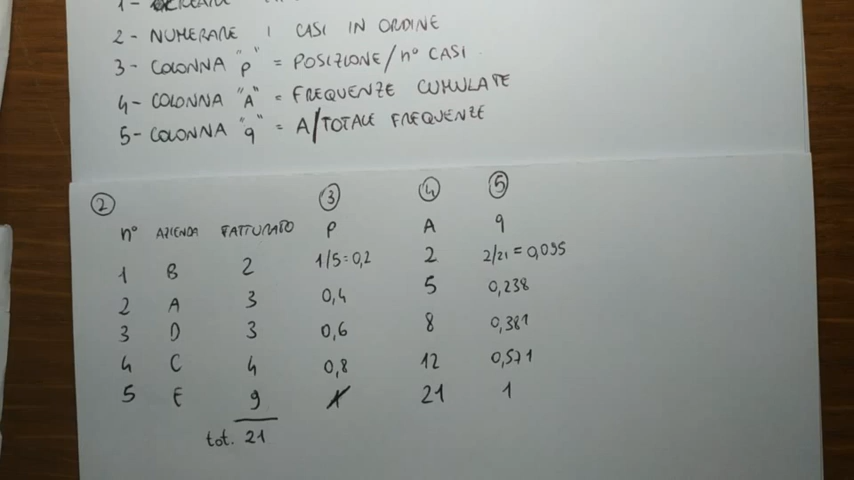 2 - NUMERARE I CASI IN ORDINE
3 - COLONNA "P" = POSIZIONE/nº CASI
4 - COLONNA "A" = FREQUENZE CUMULATE
5 - COLONNA "q" = A/TOTALE FREQUENZE
② ③ ④ ⑤
nº AZIENDA FATTURATO P A q
1 B 2 1/5=0,2 2 2/21=0,095
2 A 3 0,4 5 0,238
3 D 3 0,6 8 0,381
4 C 4 0,8 12 0,571
5 E 9 1 21 1
tot. 21